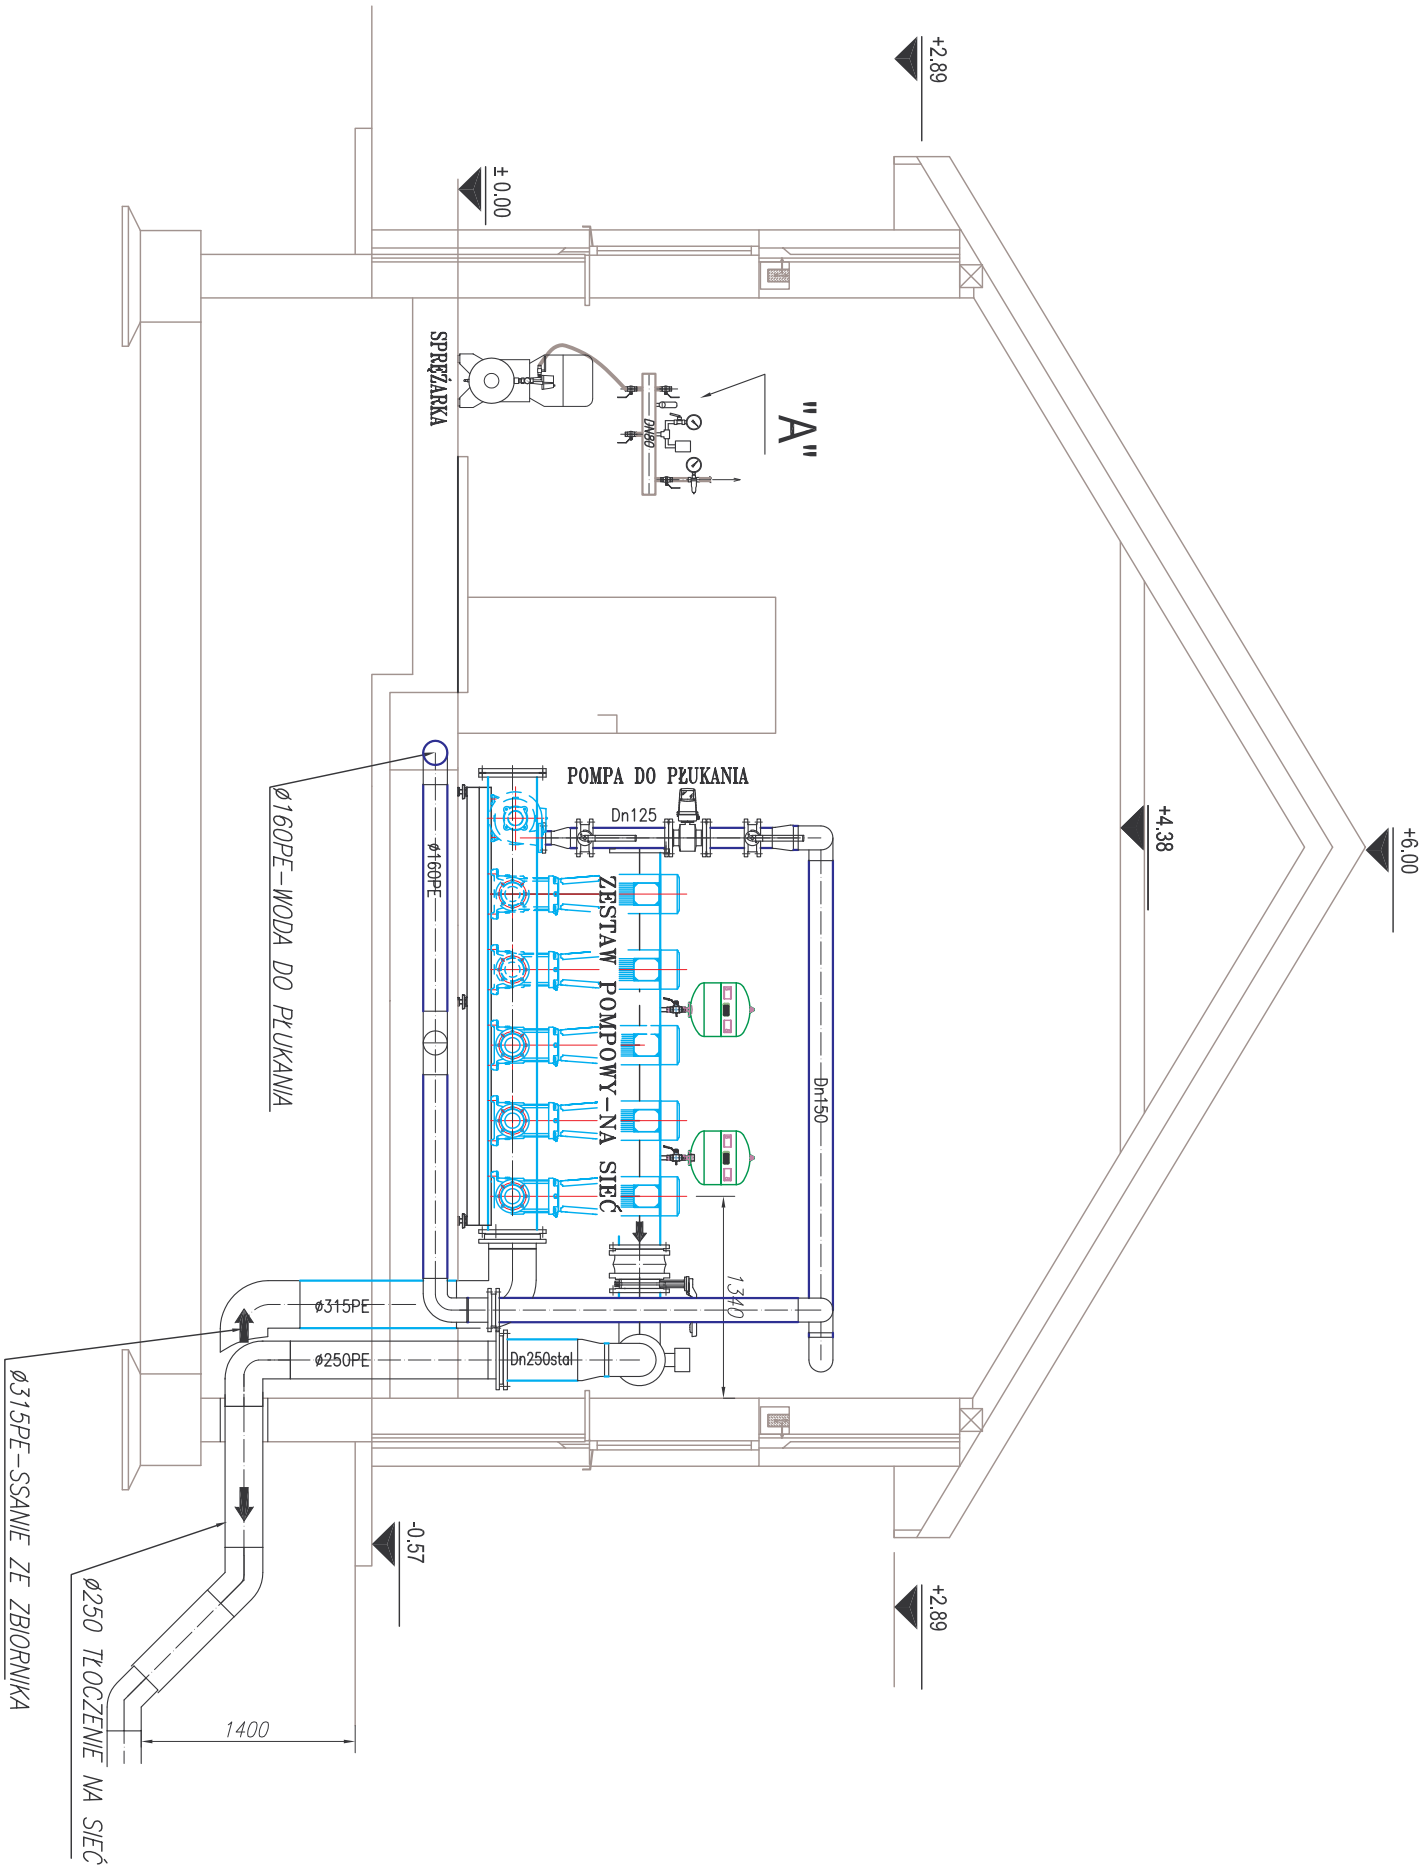 +6.00
+4.38
+2.89
+2.89
"A"
DN80
SPRĘŻARKA
± 0.00
-0.57
POMPA DO PŁUKANIA
Dn125
Dn150
ZESTAW POMPOWY-NA SIEĆ
1340
ø160PE
ø315PE
ø250PE
Dn250stal
ø160PE-WODA DO PŁUKANIA
1400
ø250 TŁOCZENIE NA SIEĆ
ø315PE-SSANIE ZE ZBIORNIKA